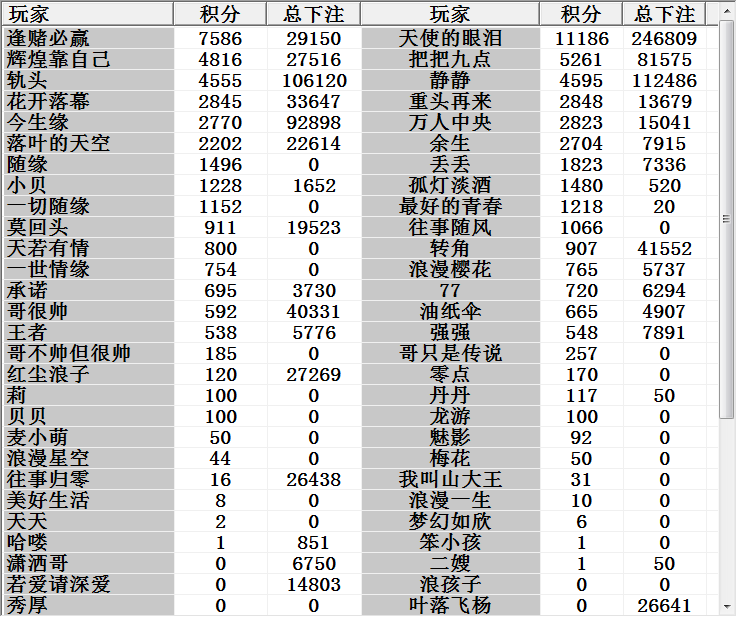 玩家 积分 总下注 玩家 积分 总下注
逢赌必赢 7586 29150 天使的眼泪 11186 246809
辉煌靠自己 4816 27516 把把九点 5261 81575
轨头 4555 106120 静静 4595 112486
花开落幕 2845 33647 重头再来 2848 13679
今生缘 2770 92898 万人中央 2823 15041
落叶的天空 2202 22614 余生 2704 7915
随缘 1496 0 丢丢 1823 7336
小贝 1228 1652 孤灯淡酒 1480 520
一切随缘 1152 0 最好的青春 1218 20
莫回头 911 19523 往事随风 1066 0
天若有情 800 0 转角 907 41552
一世情缘 754 0 浪漫樱花 765 5737
承诺 695 3730 77 720 6294
哥很帅 592 40331 油纸伞 665 4907
王者 538 5776 强强 548 7891
哥不帅但很帅 185 0 哥只是传说 257 0
红尘浪子 120 27269 零点 170 0
莉 100 0 丹丹 117 50
贝贝 100 0 龙游 100 0
麦小萌 50 0 魅影 92 0
浪漫星空 44 0 梅花 50 0
往事归零 16 26438 我叫山大王 31 0
美好生活 8 0 浪漫一生 10 0
天天 2 0 梦幻如欣 6 0
哈喽 1 851 笨小孩 1 0
潇洒哥 0 6750 二嫂 1 50
若爱请深爱 0 14803 浪孩子 0 0
秀厚 0 0 叶落飞杨 0 26641